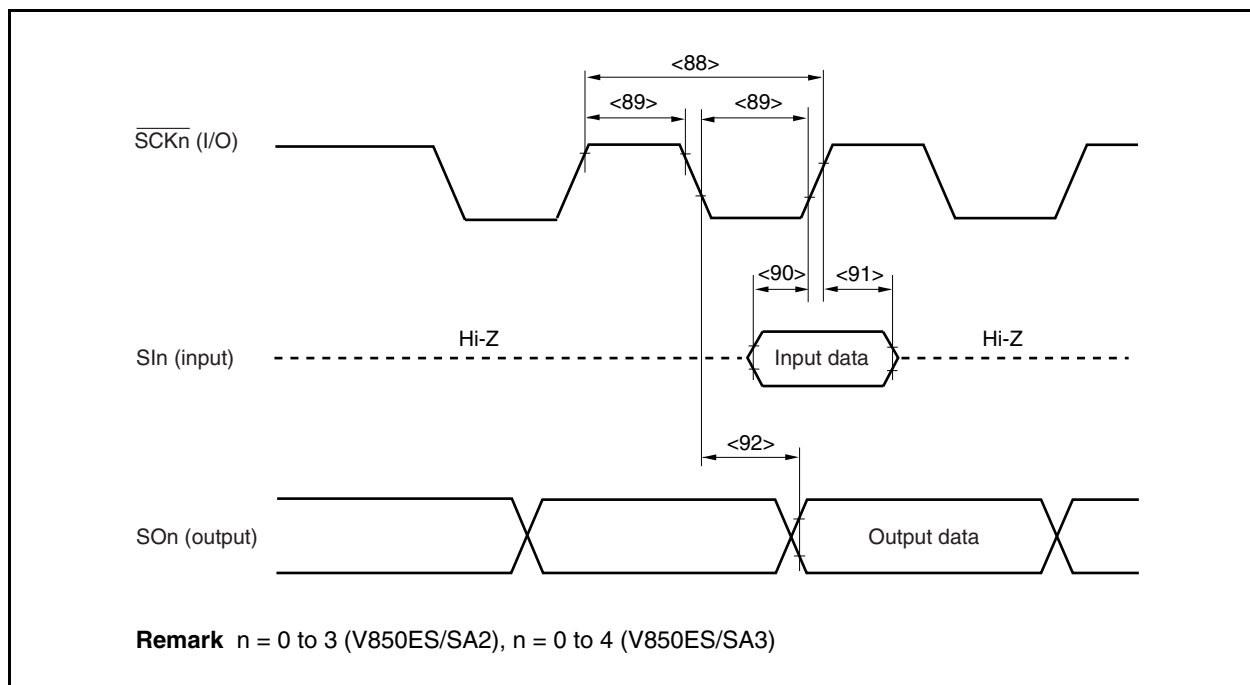 <88>
<89> <89>
SCKn (I/O)
<90> <91>
Hi-Z Hi-Z
SIn (input) Input data
<92>
SOn (output) Output data
Remark n = 0 to 3 (V850ES/SA2), n = 0 to 4 (V850ES/SA3)